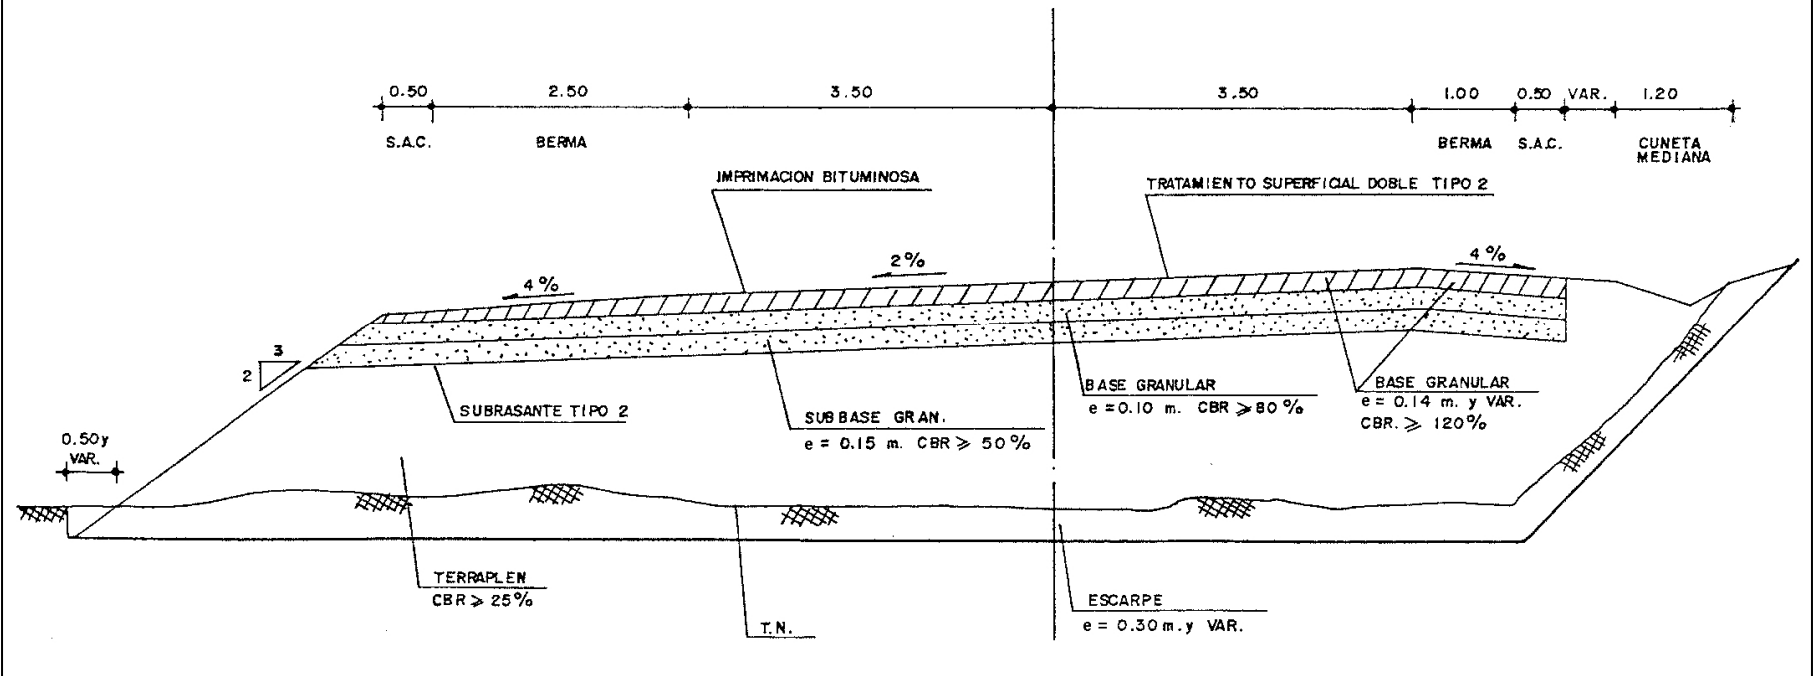 0.50 2.50 3.50 3.50 1.00 0.50 VAR. 1.20
S.A.C. BERMA BERMA S.A.C. CUNETA
MEDIANA
IMPRIMACION BITUMINOSA
TRATAMIENTO SUPERFICIAL DOBLE TIPO 2
4%
2%
4%
3
2
SUBRASANTE TIPO 2
SUB BASE GRAN.
e = 0.15 m. CBR ⩾ 50%
BASE GRANULAR
e = 0.10 m. CBR ⩾ 80%
BASE GRANULAR
e = 0.14 m. y VAR.
CBR. ⩾ 120%
0.50 y
VAR.
TERRAPLEN
CBR ⩾ 25%
T.N.
ESCARPE
e = 0.30 m. y VAR.